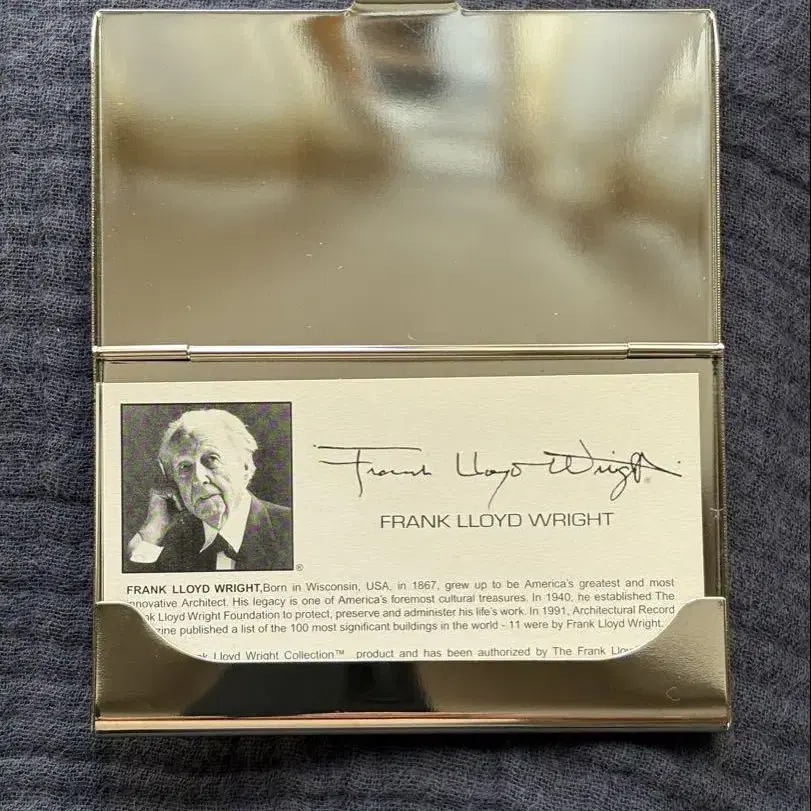 Frank Lloyd Wright ®
FRANK LLOYD WRIGHT
®
FRANK LLOYD WRIGHT,Born in Wisconsin, USA, in 1867, grew up to be America's greatest and most
innovative Architect. His legacy is one of America's foremost cultural treasures. In 1940, he established The
Lloyd Wright Foundation to protect, preserve and administer his life's work. In 1991, Architectural Record
published a list of the 100 most significant buildings in the world - 11 were by Frank Lloyd Wright.
Lloyd Wright Collection™ product and has been authorized by The Frank